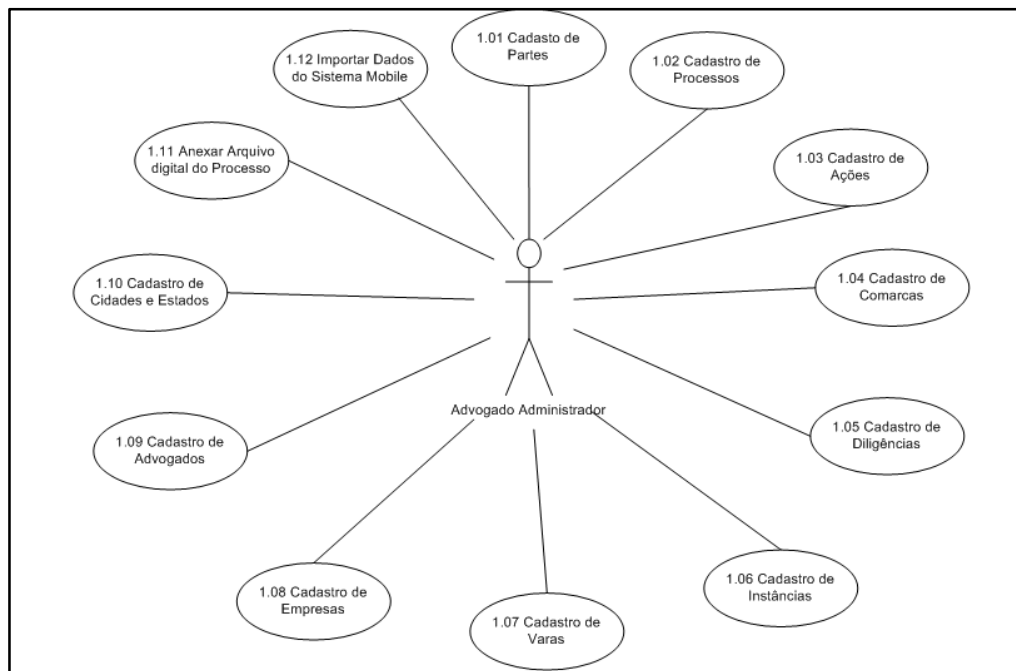 1.01 Cadasto de
Partes
1.02 Cadastro de
Processos
1.03 Cadastro de
Ações
1.04 Cadastro de
Comarcas
1.05 Cadastro de
Diligências
1.06 Cadastro de
Instâncias
1.07 Cadastro de
Varas
1.08 Cadastro de
Empresas
1.09 Cadastro de
Advogados
1.10 Cadastro de
Cidades e Estados
1.11 Anexar Arquivo
digital do Processo
1.12 Importar Dados
do Sistema Mobile
Advogado Administrador